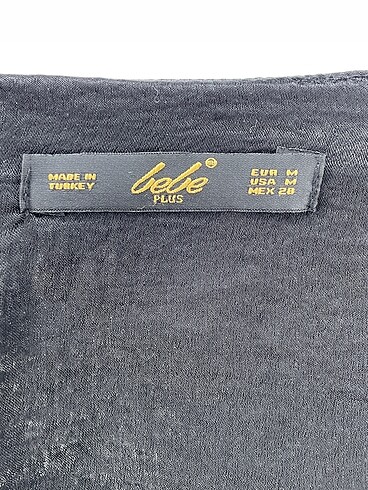 MADE IN
TURKEY
bebe®
PLUS
EUR M
USA M
MEX 28